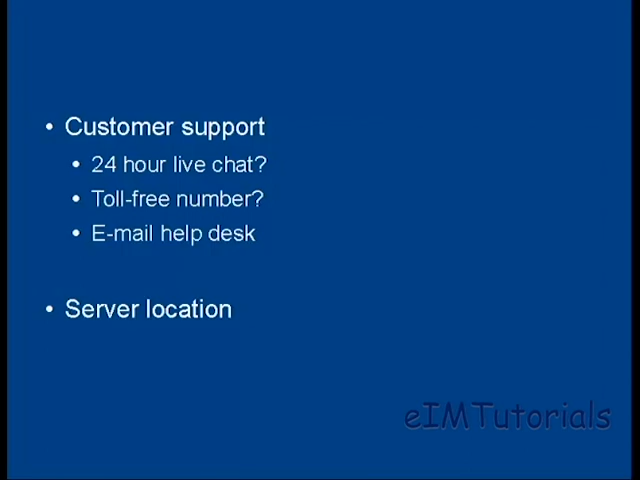 • Customer support
• 24 hour live chat?
• Toll-free number?
• E-mail help desk
• Server location
eIMTutorials